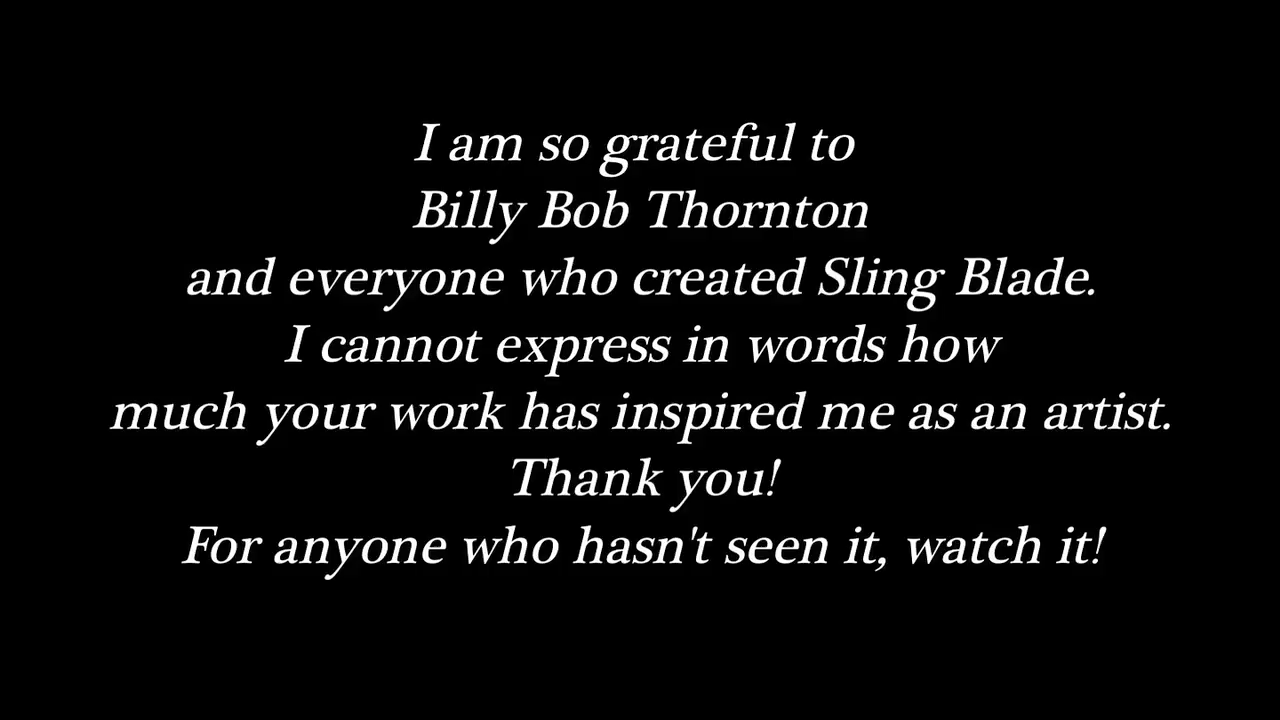 I am so grateful to
Billy Bob Thornton
and everyone who created Sling Blade.
I cannot express in words how
much your work has inspired me as an artist.
Thank you!
For anyone who hasn't seen it, watch it!